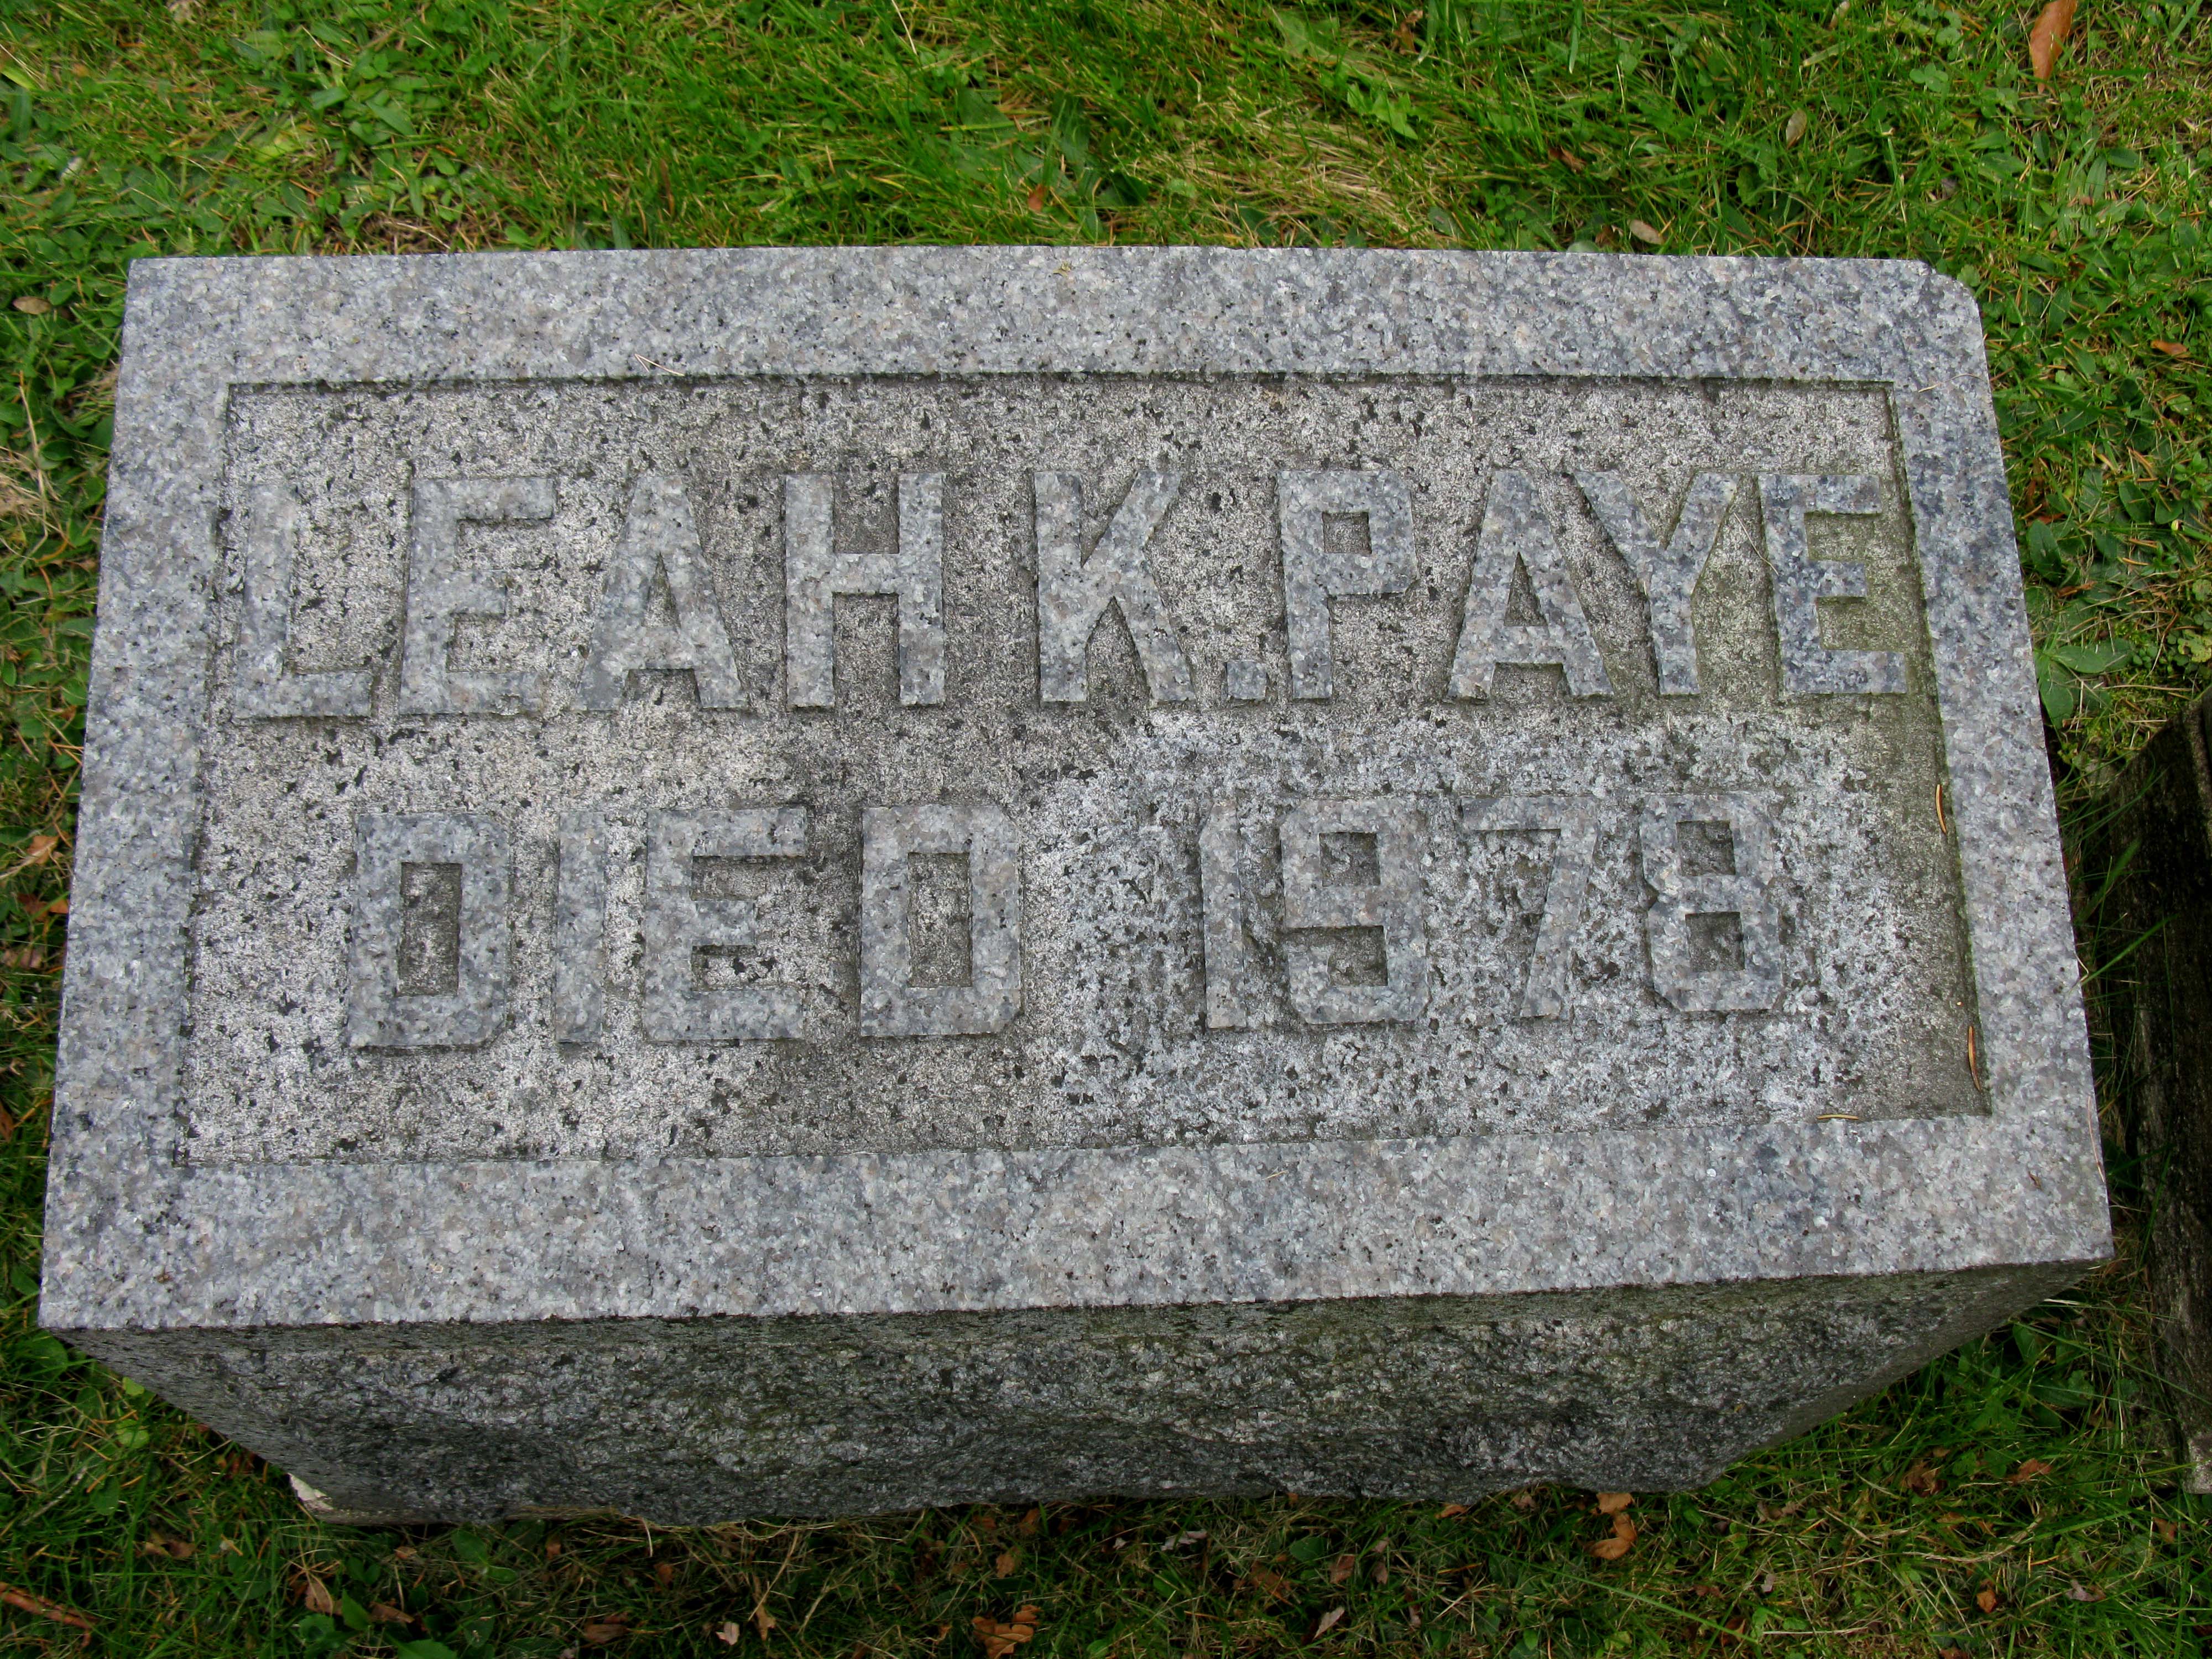 LEAH K. PAYE
DIED 1978